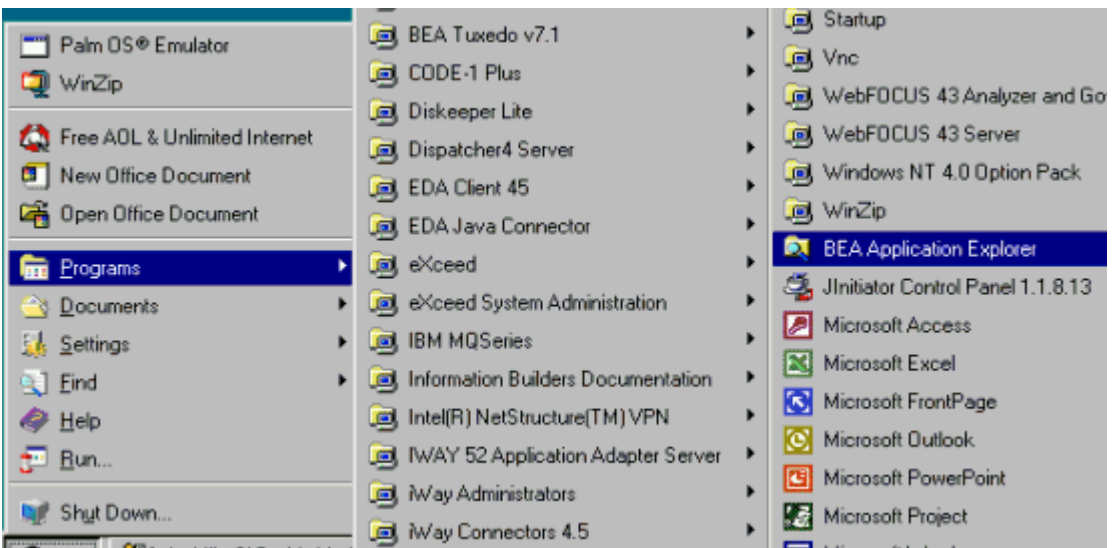 Palm OS® Emulator
WinZip
Free AOL & Unlimited Internet
New Office Document
Open Office Document
Programs
Documents
Settings
Find
Help
Run...
Shut Down...
BEA Tuxedo v7.1
CODE-1 Plus
Diskeeper Lite
Dispatcher4 Server
EDA Client 45
EDA Java Connector
eXceed
eXceed System Administration
IBM MQSeries
Information Builders Documentation
Intel(R) NetStructure(TM) VPN
IWAY 52 Application Adapter Server
iWay Administrators
iWay Connectors 4.5
Startup
Vnc
WebFOCUS 43 Analyzer and Go
WebFOCUS 43 Server
Windows NT 4.0 Option Pack
WinZip
BEA Application Explorer
JInitiator Control Panel 1.1.8.13
Microsoft Access
Microsoft Excel
Microsoft FrontPage
Microsoft Outlook
Microsoft PowerPoint
Microsoft Project